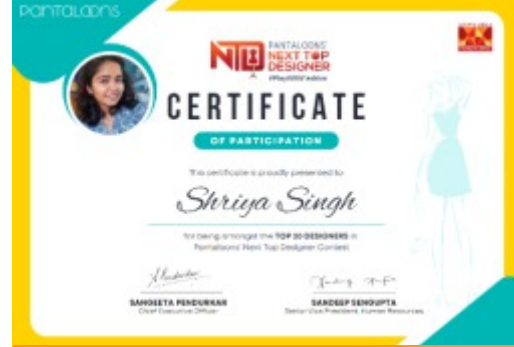 PANTALOONS
NTD
PANTALOONS'
NEXT TOP
DESIGNER
CERTIFICATE
OF PARTICIPATION
This certificate is proudly presented to
Shriya Singh
for being amongst the TOP 20 DESIGNERS in
Pantaloons' Next Top Designer Contest
SANGEETA PENDURKAR
Chief Executive Officer
SANDEEP SENGUPTA
Senior Vice President, Human Resources
PANTALOONS